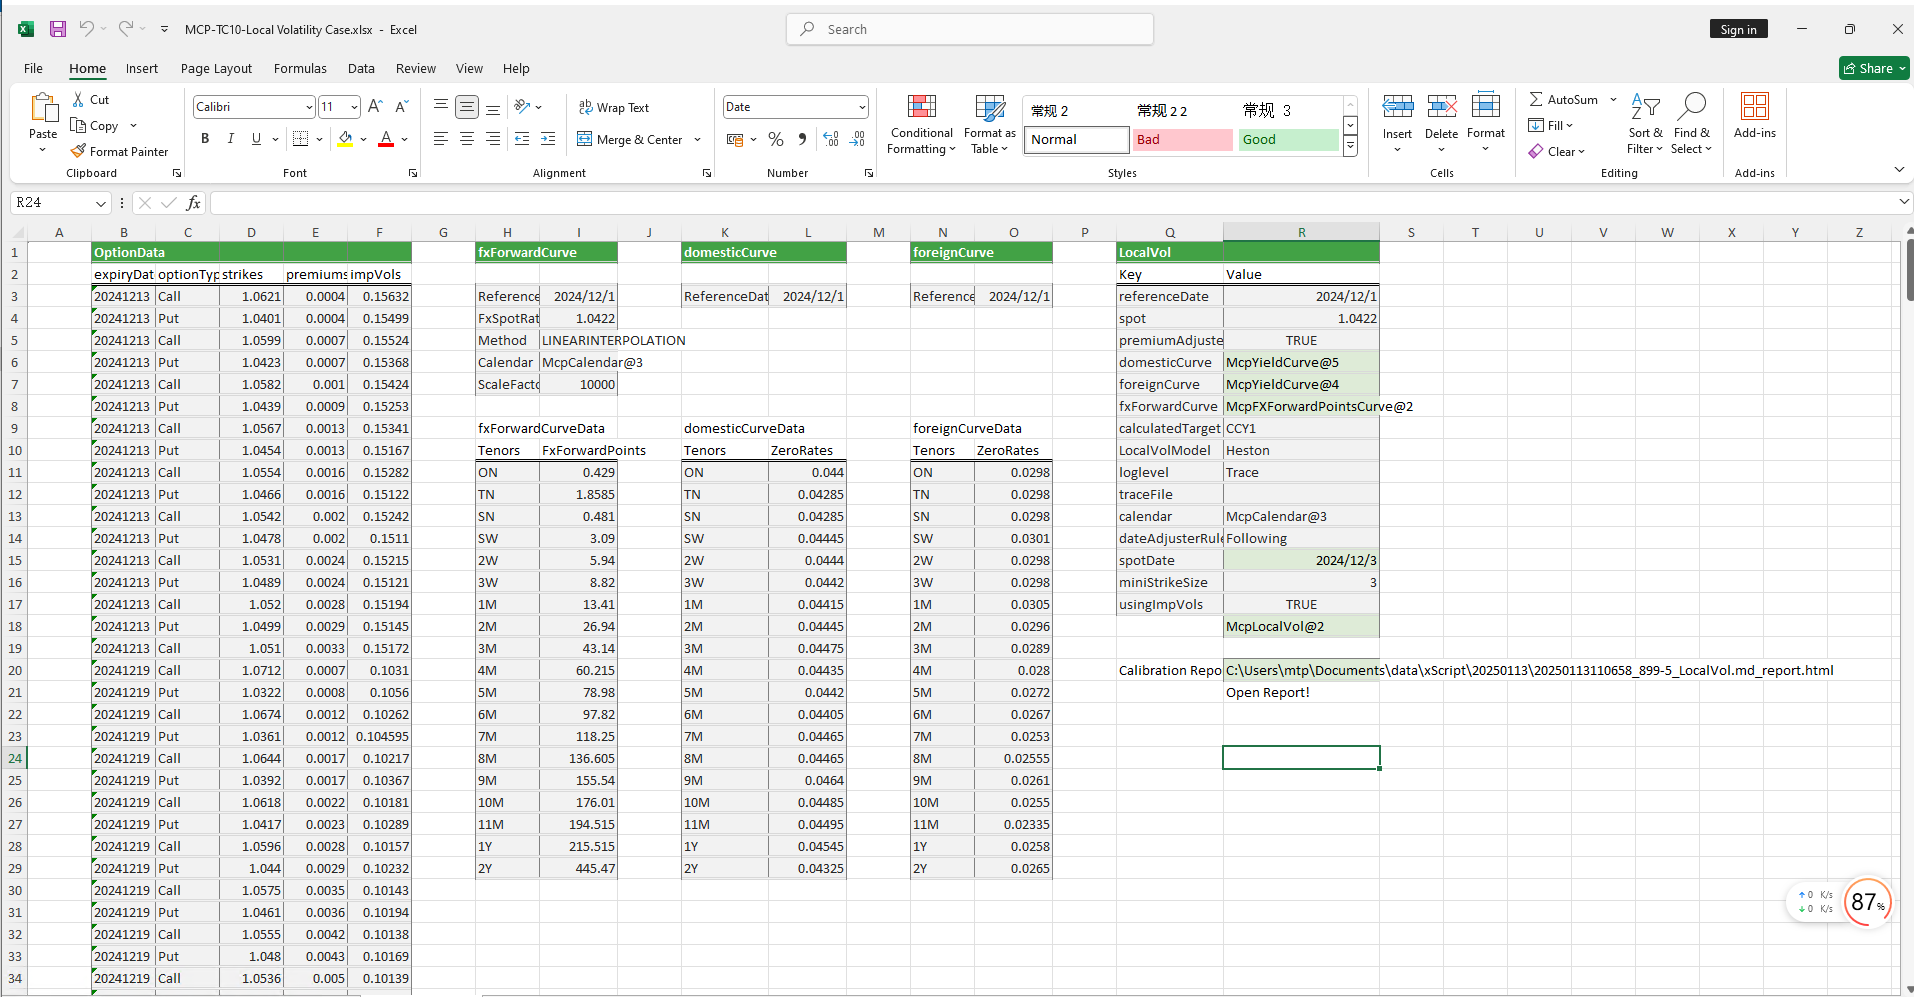 MCP-TC10-Local Volatility Case.xlsx - Excel
Search
Sign in
File Home Insert Page Layout Formulas Data Review View Help
Share
Paste
Cut
Copy
Format Painter
Clipboard
Calibri 11
B I U
Font
Wrap Text
Merge & Center
Alignment
Date
Number
Conditional Formatting
Format as Table
常规 2 常规 2 2 常规 3
Normal Bad Good
Styles
Insert Delete Format
Cells
AutoSum
Fill
Clear
Sort & Filter
Find & Select
Editing
Add-ins
Add-ins
R24 fx
A B C D E F G H I J K L M N O P Q R S T U V W X Y Z
1 OptionData fxForwardCurve domesticCurve foreignCurve LocalVol
2 expiryDat optionTyp strikes premiums impVols Key Value
3 20241213 Call 1.0621 0.0004 0.15632 Reference 2024/12/1 ReferenceDat 2024/12/1 Reference 2024/12/1 referenceDate 2024/12/1
4 20241213 Put 1.0401 0.0004 0.15499 FxSpotRat 1.0422 spot 1.0422
5 20241213 Call 1.0599 0.0007 0.15524 Method LINEARINTERPOLATION premiumAdjuste TRUE
6 20241213 Put 1.0423 0.0007 0.15368 Calendar McpCalendar@3 domesticCurve McpYieldCurve@5
7 20241213 Call 1.0582 0.001 0.15424 ScaleFacto 10000 foreignCurve McpYieldCurve@4
8 20241213 Put 1.0439 0.0009 0.15253 fxForwardCurve McpFXForwardPointsCurve@2
9 20241213 Call 1.0567 0.0013 0.15341 fxForwardCurveData domesticCurveData foreignCurveData calculatedTarget CCY1
10 20241213 Put 1.0454 0.0013 0.15167 Tenors FxForwardPoints Tenors ZeroRates Tenors ZeroRates LocalVolModel Heston
11 20241213 Call 1.0554 0.0016 0.15282 ON 0.429 ON 0.044 ON 0.0298 loglevel Trace
12 20241213 Put 1.0466 0.0016 0.15122 TN 1.8585 TN 0.04285 TN 0.0298 traceFile
13 20241213 Call 1.0542 0.002 0.15242 SN 0.481 SN 0.04285 SN 0.0298 calendar McpCalendar@3
14 20241213 Put 1.0478 0.002 0.1511 SW 3.09 SW 0.04445 SW 0.0301 dateAdjusterRule Following
15 20241213 Call 1.0531 0.0024 0.15215 2W 5.94 2W 0.0444 2W 0.0298 spotDate 2024/12/3
16 20241213 Put 1.0489 0.0024 0.15121 3W 8.82 3W 0.0442 3W 0.0298 miniStrikeSize 3
17 20241213 Call 1.052 0.0028 0.15194 1M 13.41 1M 0.04415 1M 0.0305 usingImpVols TRUE
18 20241213 Put 1.0499 0.0029 0.15145 2M 26.94 2M 0.04445 2M 0.0296 McpLocalVol@2
19 20241213 Call 1.051 0.0033 0.15172 3M 43.14 3M 0.04475 3M 0.0289
20 20241219 Call 1.0712 0.0007 0.1031 4M 60.215 4M 0.04435 4M 0.028 Calibration Repo C:\Users\mtp\Documents\data\xScript\20250113\20250113110658_899-5_LocalVol.md_report.html
21 20241219 Put 1.0322 0.0008 0.1056 5M 78.98 5M 0.0442 5M 0.0272 Open Report!
22 20241219 Call 1.0674 0.0012 0.10262 6M 97.82 6M 0.04405 6M 0.0267
23 20241219 Put 1.0361 0.0012 0.104595 7M 118.25 7M 0.04465 7M 0.0253
24 20241219 Call 1.0644 0.0017 0.10217 8M 136.605 8M 0.04465 8M 0.02555
25 20241219 Put 1.0392 0.0017 0.10367 9M 155.54 9M 0.0464 9M 0.0261
26 20241219 Call 1.0618 0.0022 0.10181 10M 176.01 10M 0.04485 10M 0.0255
27 20241219 Put 1.0417 0.0023 0.10289 11M 194.515 11M 0.04495 11M 0.02335
28 20241219 Call 1.0596 0.0028 0.10157 1Y 215.515 1Y 0.04545 1Y 0.0258
29 20241219 Put 1.044 0.0029 0.10232 2Y 445.47 2Y 0.04325 2Y 0.0265
30 20241219 Call 1.0575 0.0035 0.10143
31 20241219 Put 1.0461 0.0036 0.10194
32 20241219 Call 1.0555 0.0042 0.10138
33 20241219 Put 1.048 0.0043 0.10169
34 20241219 Call 1.0536 0.005 0.10139
↑ 0 K/s
↓ 0 K/s
87%